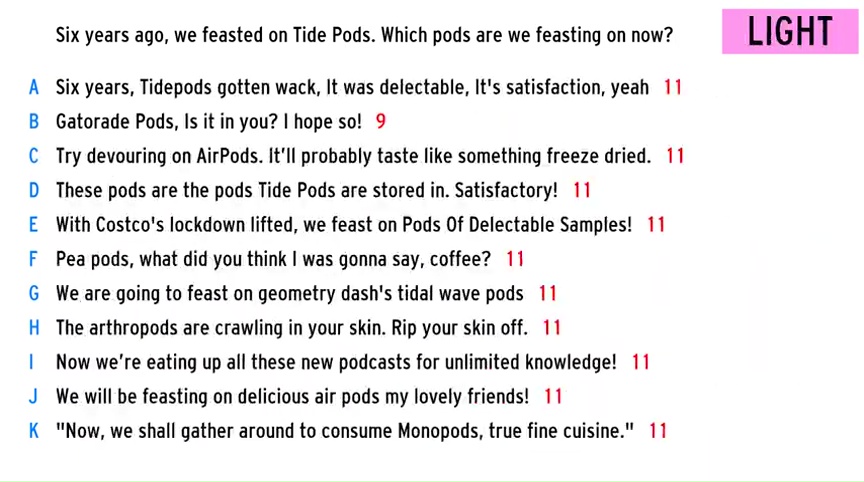 Six years ago, we feasted on Tide Pods. Which pods are we feasting on now?
LIGHT
A Six years, Tidepods gotten wack, It was delectable, It's satisfaction, yeah 11
B Gatorade Pods, Is it in you? I hope so! 9
C Try devouring on AirPods. It'll probably taste like something freeze dried. 11
D These pods are the pods Tide Pods are stored in. Satisfactory! 11
E With Costco's lockdown lifted, we feast on Pods Of Delectable Samples! 11
F Pea pods, what did you think I was gonna say, coffee? 11
G We are going to feast on geometry dash's tidal wave pods 11
H The arthropods are crawling in your skin. Rip your skin off. 11
I Now we're eating up all these new podcasts for unlimited knowledge! 11
J We will be feasting on delicious air pods my lovely friends! 11
K "Now, we shall gather around to consume Monopods, true fine cuisine." 11